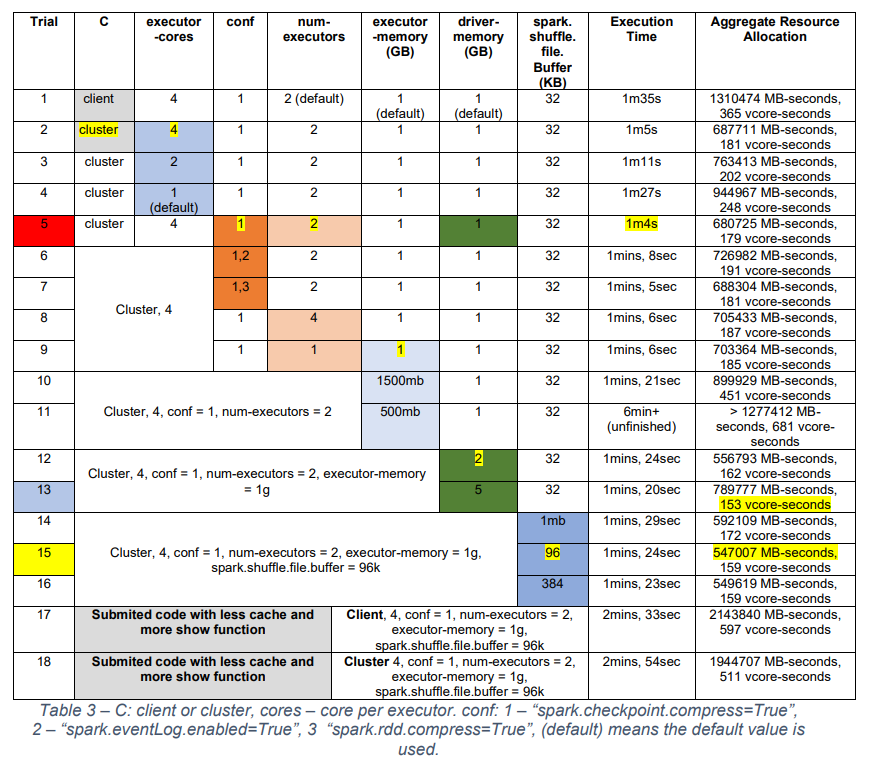 Trial C executor-cores conf num-executors executor-memory (GB) driver-memory (GB) spark.shuffle.file.Buffer (KB) Execution Time Aggregate Resource Allocation
1 client 4 1 2 (default) 1 (default) 1 (default) 32 1m35s 1310474 MB-seconds, 365 vcore-seconds
2 cluster 4 1 2 1 1 32 1m5s 687711 MB-seconds, 181 vcore-seconds
3 cluster 2 1 2 1 1 32 1m11s 763413 MB-seconds, 202 vcore-seconds
4 cluster 1 (default) 1 2 1 1 32 1m27s 944967 MB-seconds, 248 vcore-seconds
5 cluster 4 1 2 1 1 32 1m4s 680725 MB-seconds, 179 vcore-seconds
6 Cluster, 4 1,2 2 1 1 32 1mins, 8sec 726982 MB-seconds, 191 vcore-seconds
7 1,3 2 1 1 32 1mins, 5sec 688304 MB-seconds, 181 vcore-seconds
8 1 4 1 1 32 1mins, 6sec 705433 MB-seconds, 187 vcore-seconds
9 1 1 1 1 32 1mins, 6sec 703364 MB-seconds, 185 vcore-seconds
10 Cluster, 4, conf = 1, num-executors = 2 1500mb 1 32 1mins, 21sec 899929 MB-seconds, 451 vcore-seconds
11 500mb 1 32 6min+ (unfinished) > 1277412 MB-seconds, 681 vcore-seconds
12 Cluster, 4, conf = 1, num-executors = 2, executor-memory = 1g 2 32 1mins, 24sec 556793 MB-seconds, 162 vcore-seconds
13 5 32 1mins, 20sec 789777 MB-seconds, 153 vcore-seconds
14 Cluster, 4, conf = 1, num-executors = 2, executor-memory = 1g, spark.shuffle.file.buffer = 96k 1mb 1mins, 29sec 592109 MB-seconds, 172 vcore-seconds
15 96 1mins, 24sec 547007 MB-seconds, 159 vcore-seconds
16 384 1mins, 23sec 549619 MB-seconds, 159 vcore-seconds
17 Submited code with less cache and more show function Client, 4, conf = 1, num-executors = 2, executor-memory = 1g, spark.shuffle.file.buffer = 96k 2mins, 33sec 2143840 MB-seconds, 597 vcore-seconds
18 Submited code with less cache and more show function Cluster 4, conf = 1, num-executors = 2, executor-memory = 1g, spark.shuffle.file.buffer = 96k 2mins, 54sec 1944707 MB-seconds, 511 vcore-seconds
Table 3 – C: client or cluster, cores – core per executor. conf: 1 – “spark.checkpoint.compress=True”,
2 – “spark.eventLog.enabled=True”, 3 “spark.rdd.compress=True”, (default) means the default value is
used.